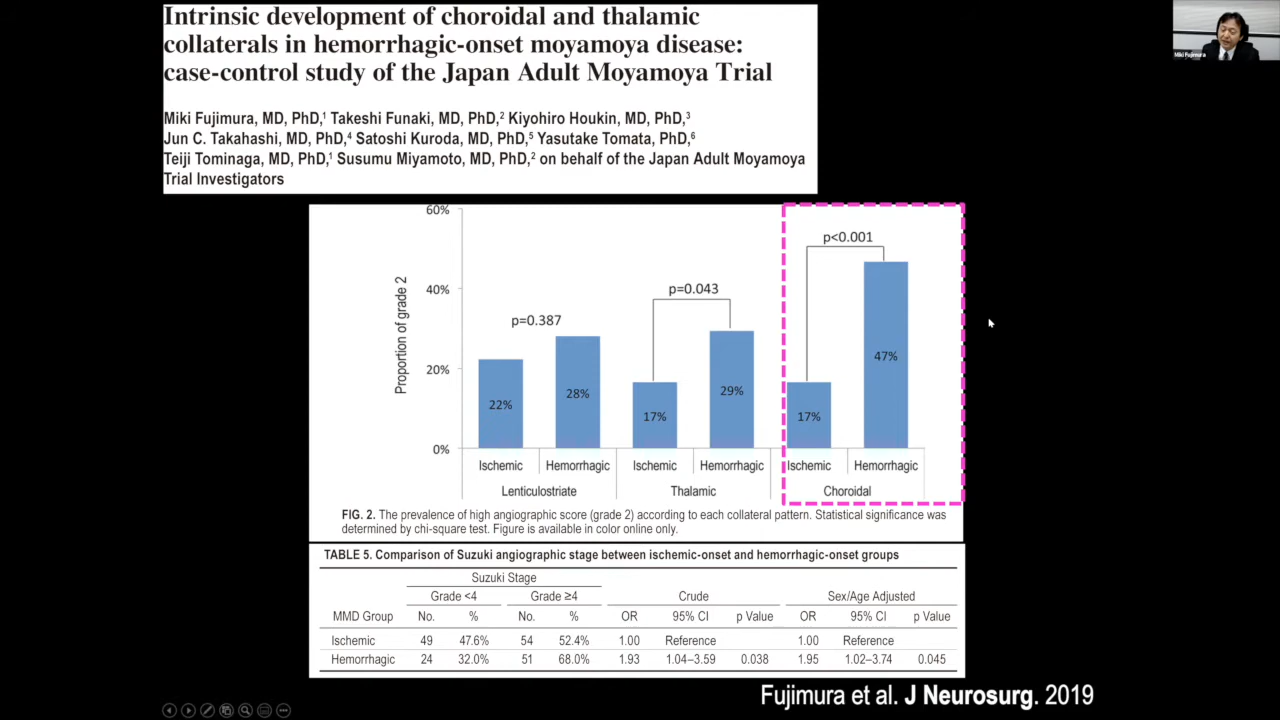 Intrinsic development of choroidal and thalamic
collaterals in hemorrhagic-onset moyamoya disease:
case-control study of the Japan Adult Moyamoya Trial
Miki Fujimura, MD, PhD,¹ Takeshi Funaki, MD, PhD,² Kiyohiro Houkin, MD, PhD,³
Jun C. Takahashi, MD, PhD,⁴ Satoshi Kuroda, MD, PhD,⁵ Yasutake Tomata, PhD,⁶
Teiji Tominaga, MD, PhD,¹ Susumu Miyamoto, MD, PhD,² on behalf of the Japan Adult Moyamoya
Trial Investigators
Miki Fujimura
60%
40%
20%
0%
Proportion of grade 2
p=0.387
p=0.043
p<0.001
22%
28%
17%
29%
17%
47%
Ischemic Hemorrhagic Ischemic Hemorrhagic Ischemic Hemorrhagic
Lenticulostriate Thalamic Choroidal
FIG. 2. The prevalence of high angiographic score (grade 2) according to each collateral pattern. Statistical significance was
determined by chi-square test. Figure is available in color online only.
TABLE 5. Comparison of Suzuki angiographic stage between ischemic-onset and hemorrhagic-onset groups
Suzuki Stage
Grade <4 Grade ≥4 Crude Sex/Age Adjusted
MMD Group No. % No. % OR 95% CI p Value OR 95% CI p Value
Ischemic 49 47.6% 54 52.4% 1.00 Reference 1.00 Reference
Hemorrhagic 24 32.0% 51 68.0% 1.93 1.04–3.59 0.038 1.95 1.02–3.74 0.045
Fujimura et al. J Neurosurg. 2019